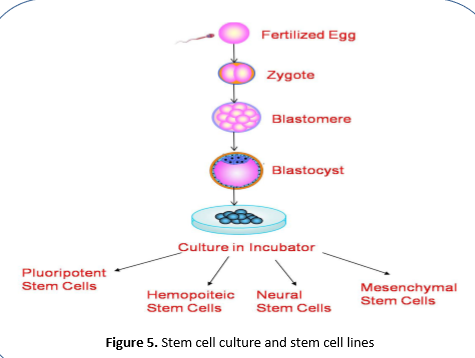 Fertilized Egg
Zygote
Blastomere
Blastocyst
Culture in Incubator
Pluoripotent
Stem Cells
Hemopoiteic
Stem Cells
Neural
Stem Cells
Mesenchymal
Stem Cells
Figure 5. Stem cell culture and stem cell lines